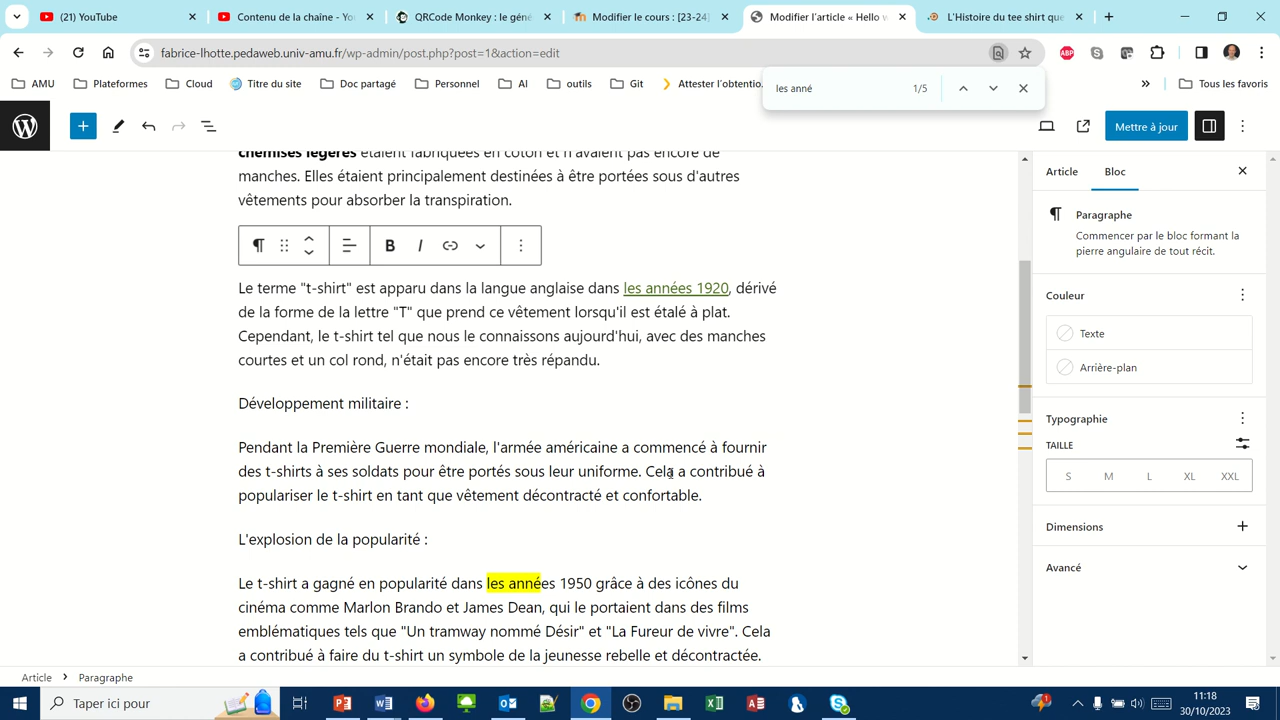 (21) YouTube
Contenu de la chaîne - Yo
QRCode Monkey : le géné
Modifier le cours : [23-24]
Modifier l'article « Hello w
L'Histoire du tee shirt que
fabrice-lhotte.pedaweb.univ-amu.fr/wp-admin/post.php?post=1&action=edit
ABP
AMU
Plateformes
Cloud
Titre du site
Doc partagé
Personnel
AI
outils
Git
Attester l'obtentio
»
Tous les favoris
les anné
1/5
Mettre à jour
chemises légères étaient fabriquées en coton et n'avaient pas encore de
manches. Elles étaient principalement destinées à être portées sous d'autres
vêtements pour absorber la transpiration.
B I
Le terme "t-shirt" est apparu dans la langue anglaise dans les années 1920, dérivé
de la forme de la lettre "T" que prend ce vêtement lorsqu'il est étalé à plat.
Cependant, le t-shirt tel que nous le connaissons aujourd'hui, avec des manches
courtes et un col rond, n'était pas encore très répandu.
Développement militaire :
Pendant la Première Guerre mondiale, l'armée américaine a commencé à fournir
des t-shirts à ses soldats pour être portés sous leur uniforme. Cela a contribué à
populariser le t-shirt en tant que vêtement décontracté et confortable.
L'explosion de la popularité :
Le t-shirt a gagné en popularité dans les années 1950 grâce à des icônes du
cinéma comme Marlon Brando et James Dean, qui le portaient dans des films
emblématiques tels que "Un tramway nommé Désir" et "La Fureur de vivre". Cela
a contribué à faire du t-shirt un symbole de la jeunesse rebelle et décontractée.
Article
Bloc
Paragraphe
Commencer par le bloc formant la
pierre angulaire de tout récit.
Couleur
Texte
Arrière-plan
Typographie
TAILLE
S M L XL XXL
Dimensions
Avancé
Article > Paragraphe
Taper ici pour
11:18
30/10/2023